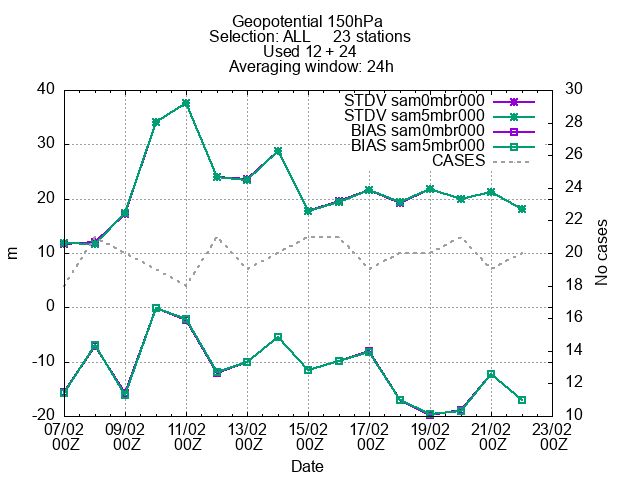 Geopotential 150hPa
Selection: ALL 23 stations
Used 12 + 24
Averaging window: 24h
40 30
STDV sam0mbr000
STDV sam5mbr000 28
BIAS sam0mbr000
30 BIAS sam5mbr000
CASES 26
24
20 22
m 10 20 No cases
18
0 16
14
-10 12
-20 10
07/02 09/02 11/02 13/02 15/02 17/02 19/02 21/02 23/02
00Z 00Z 00Z 00Z 00Z 00Z 00Z 00Z 00Z
Date